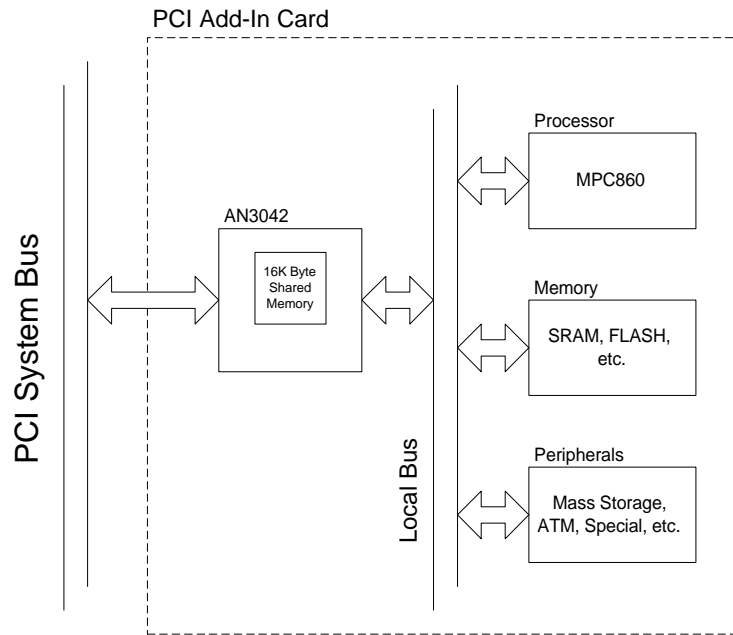 PCI Add-In Card
PCI System Bus
AN3042
16K Byte
Shared
Memory
Local Bus
Processor
MPC860
Memory
SRAM, FLASH,
etc.
Peripherals
Mass Storage,
ATM, Special, etc.